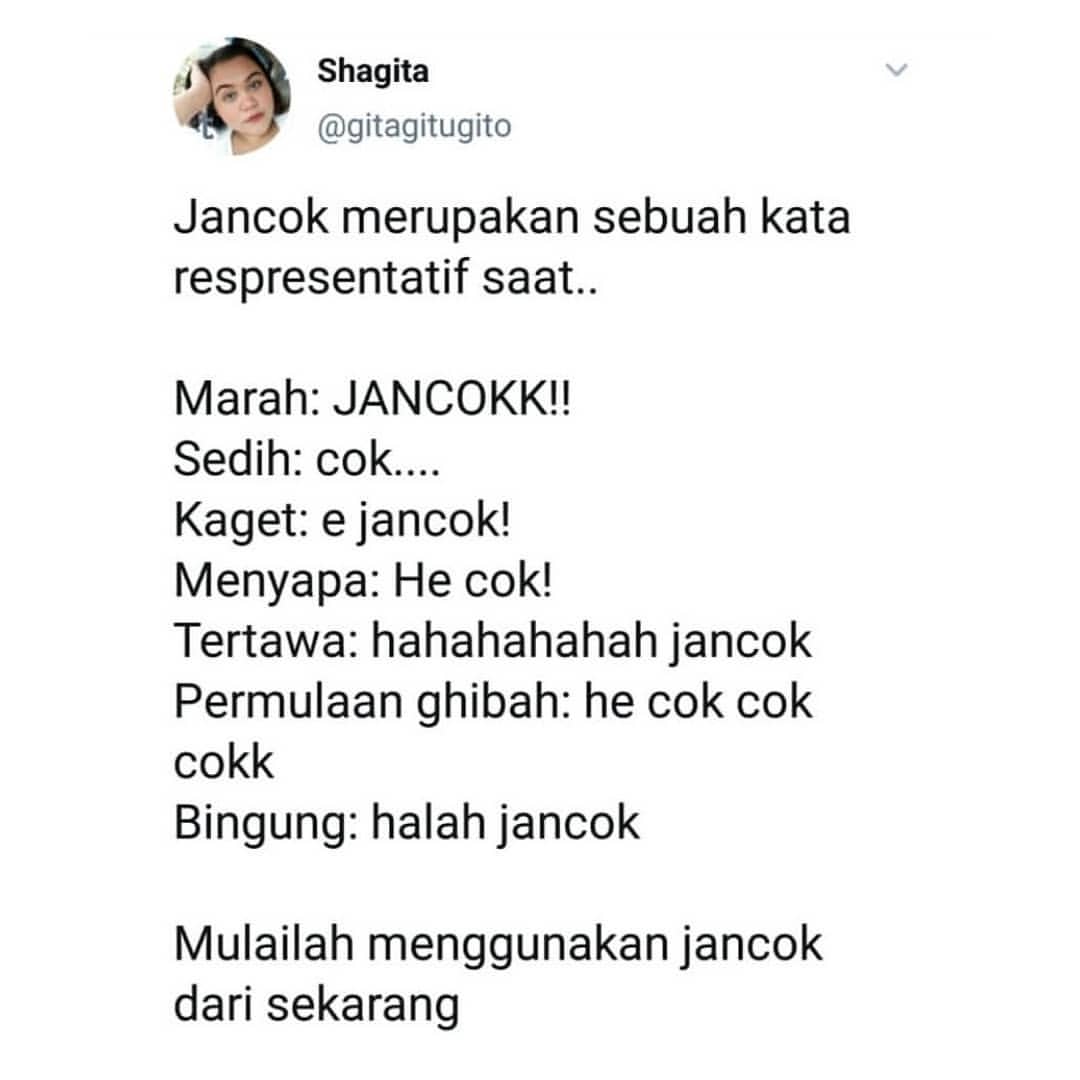 Shagita
@gitagitugito
Jancok merupakan sebuah kata
respresentatif saat..
Marah: JANCOKK!!
Sedih: cok....
Kaget: e jancok!
Menyapa: He cok!
Tertawa: hahahahahah jancok
Permulaan ghibah: he cok cok
cokk
Bingung: halah jancok
Mulailah menggunakan jancok
dari sekarang